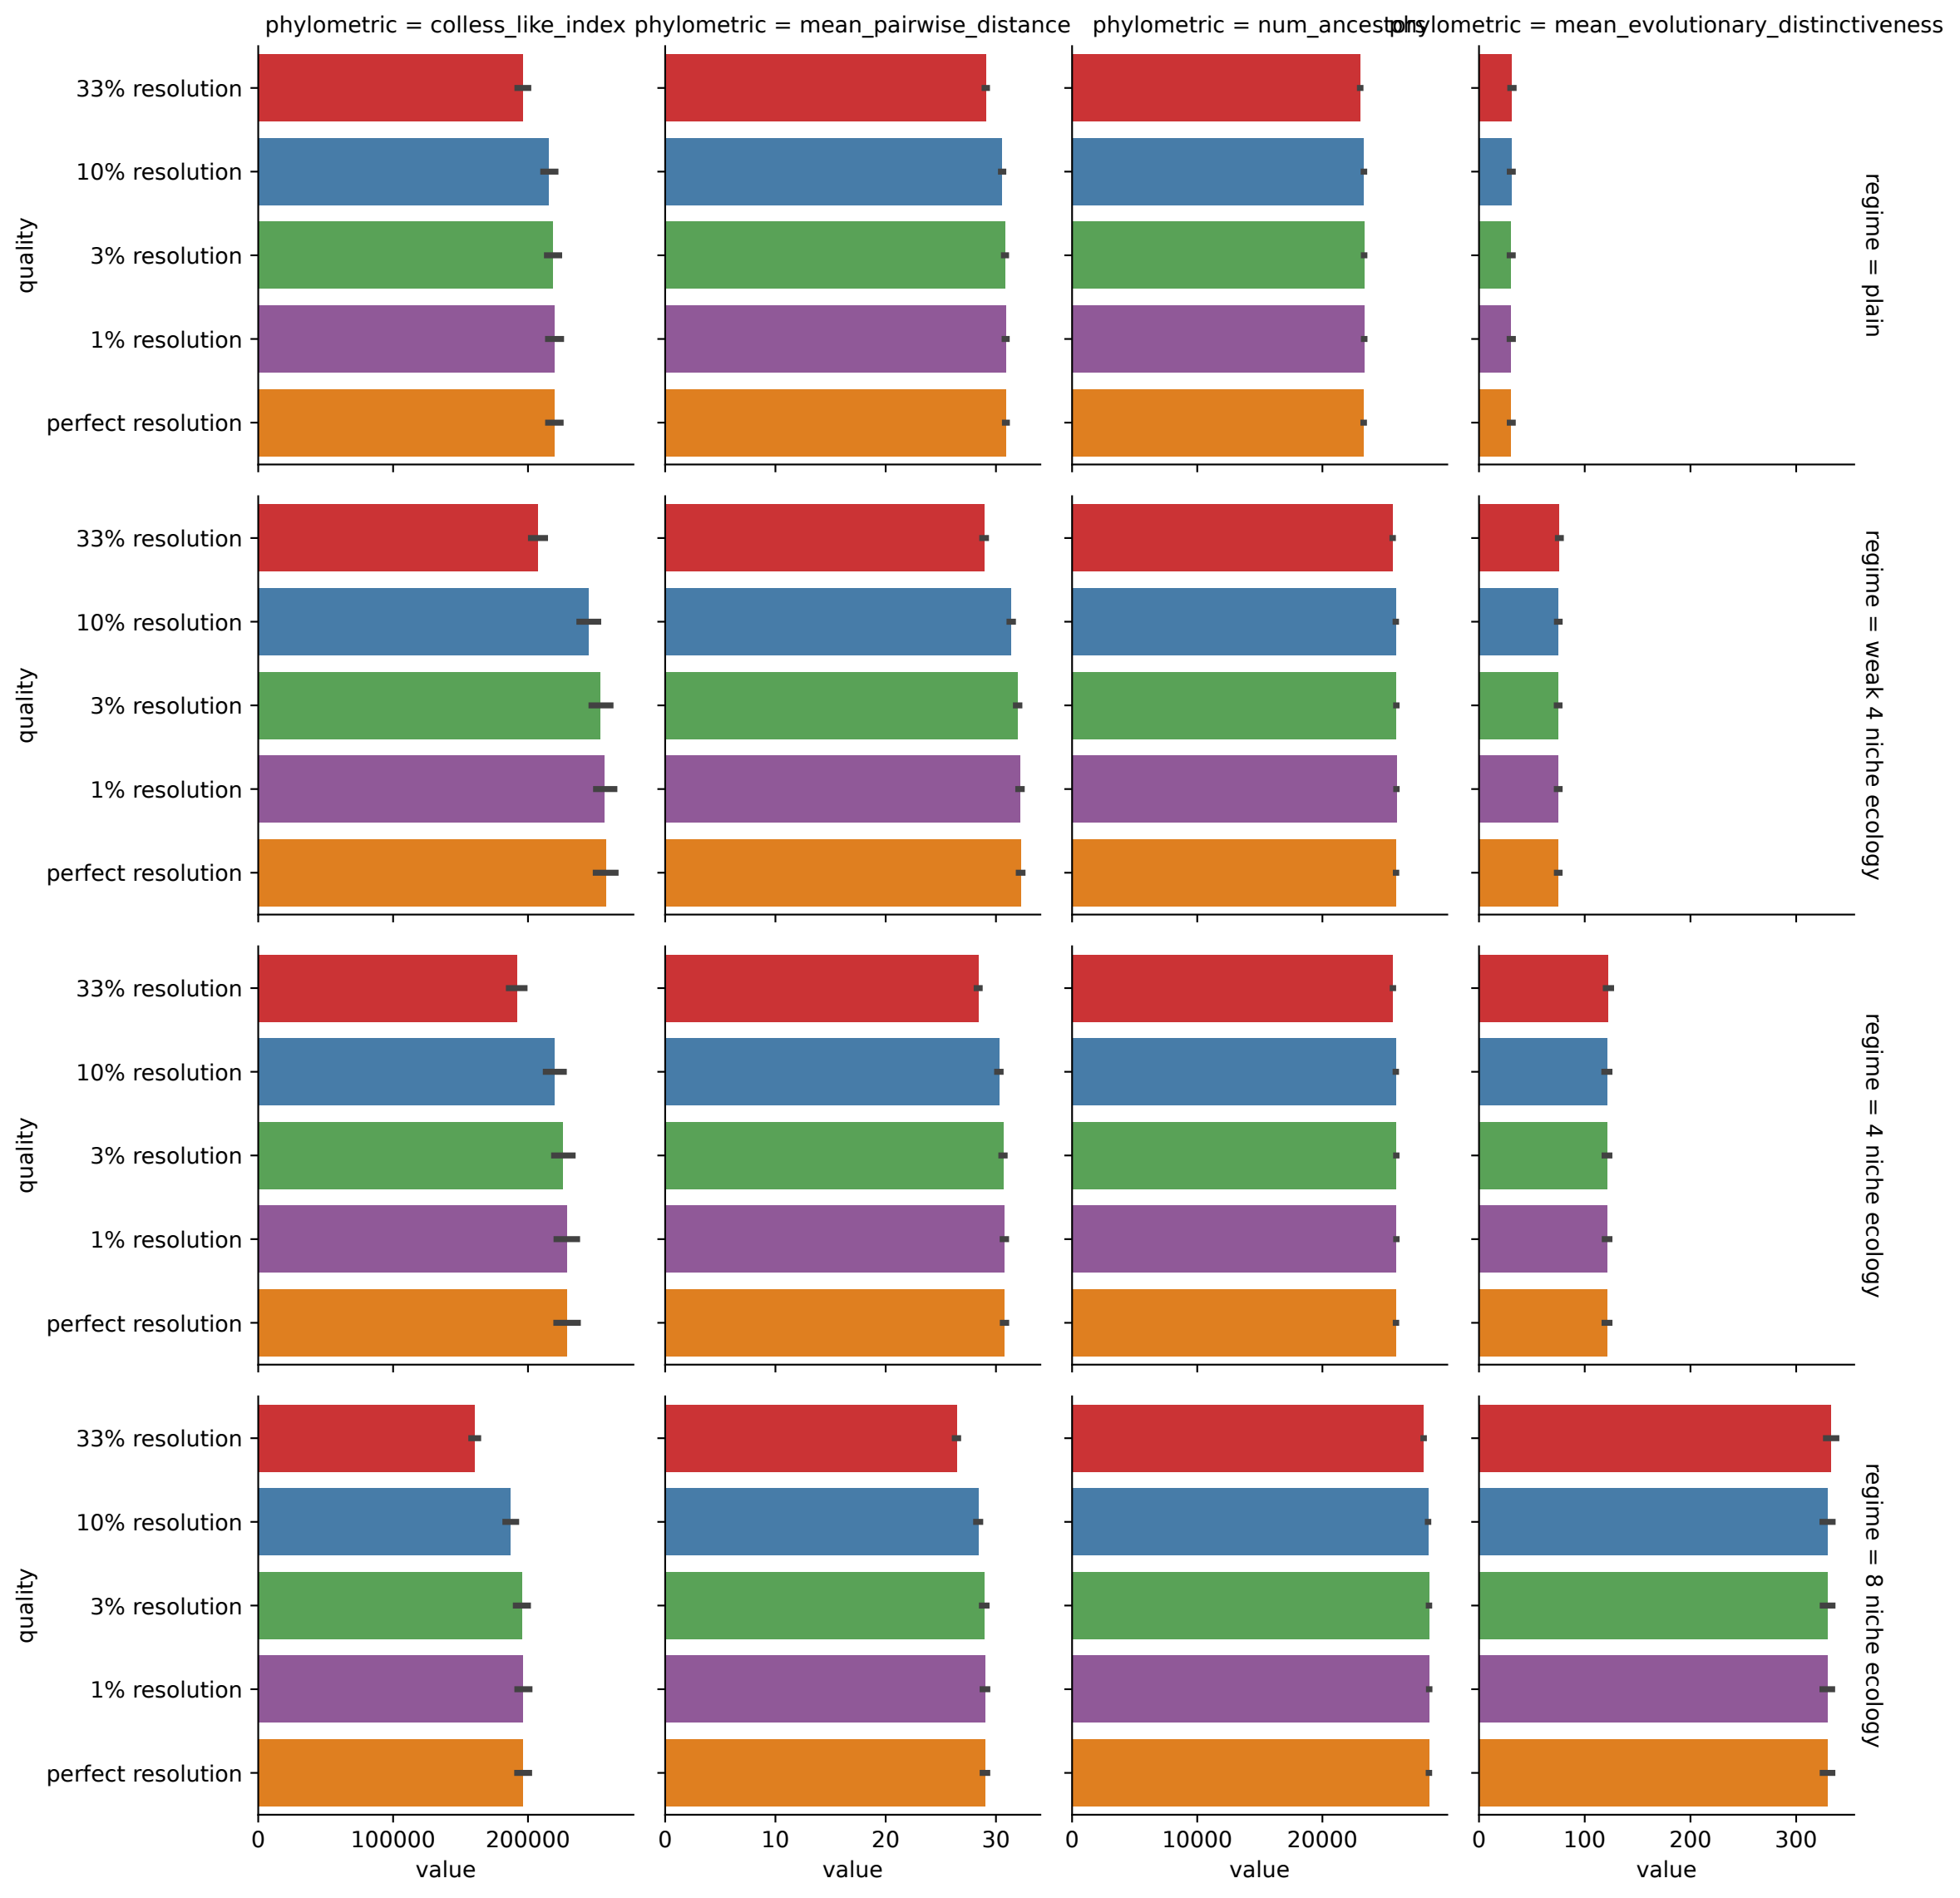 phylometric = colless_like_index
phylometric = mean_pairwise_distance
phylometric = num_ancestors
phylometric = mean_evolutionary_distinctiveness
quality
33% resolution
10% resolution
3% resolution
1% resolution
perfect resolution
regime = plain
quality
33% resolution
10% resolution
3% resolution
1% resolution
perfect resolution
regime = weak 4 niche ecology
quality
33% resolution
10% resolution
3% resolution
1% resolution
perfect resolution
regime = 4 niche ecology
quality
33% resolution
10% resolution
3% resolution
1% resolution
perfect resolution
regime = 8 niche ecology
0 100000 200000
0 10 20 30
0 10000 20000
0 100 200 300
value
value
value
value